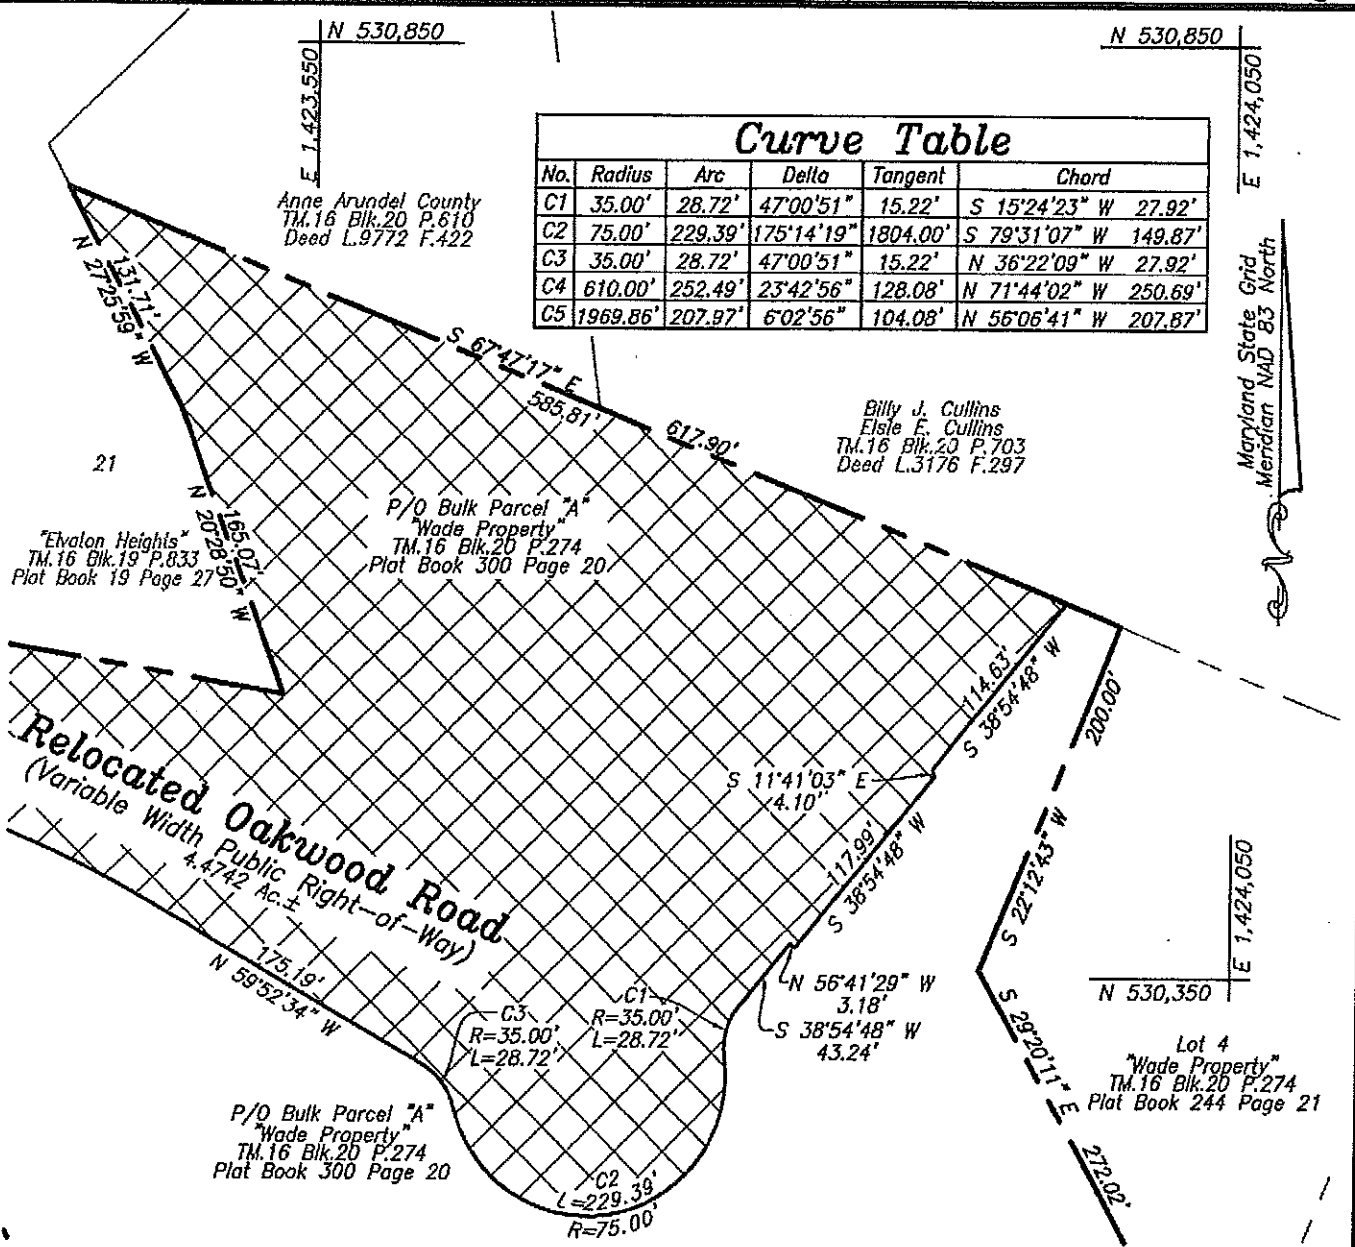 N 530,850
E 1,423,550
N 530,850
E 1,424,050
Curve Table
No. Radius Arc Delta Tangent Chord
C1 35.00' 28.72' 47°00'51" 15.22' S 15°24'23" W 27.92'
C2 75.00' 229.39' 175°14'19" 1804.00' S 79°31'07" W 149.87'
C3 35.00' 28.72' 47°00'51" 15.22' N 36°22'09" W 27.92'
C4 610.00' 252.49' 23°42'56" 128.08' N 71°44'02" W 250.69'
C5 1969.86' 207.97' 6°02'56" 104.08' N 56°06'41" W 207.87'
Anne Arundel County
TM.16 Blk.20 P.610
Deed L.9772 F.422
Maryland State Grid
Meridian NAD 83 North
131.71'
N 27°25'59" W
S 67°47'17" E
585.81'
617.90'
Billy J. Cullins
Elsie E. Cullins
TM.16 Blk.20 P.703
Deed L.3176 F.297
21
"Elvaton Heights"
TM.16 Blk.19 P.833
Plat Book 19 Page 27
165.07'
N 20°28'50" W
P/O Bulk Parcel "A"
"Wade Property"
TM.16 Blk.20 P.274
Plat Book 300 Page 20
114.63'
S 38°54'48" W
200.00'
S 22°12'43" W
S 11°41'03" E
4.10'
117.99'
S 38°54'48" W
Relocated Oakwood Road
(Variable Width Public Right-of-Way)
4.4742 Ac.±
175.19'
N 59°52'34" W
E 1,424,050
N 530,350
N 56°41'29" W
3.18'
S 38°54'48" W
43.24'
C1
R=35.00'
L=28.72'
C3
R=35.00'
L=28.72'
S 29°20'11" E
272.02'
Lot 4
"Wade Property"
TM.16 Blk.20 P.274
Plat Book 244 Page 21
P/O Bulk Parcel "A"
"Wade Property"
TM.16 Blk.20 P.274
Plat Book 300 Page 20
C2
L=229.39'
R=75.00'